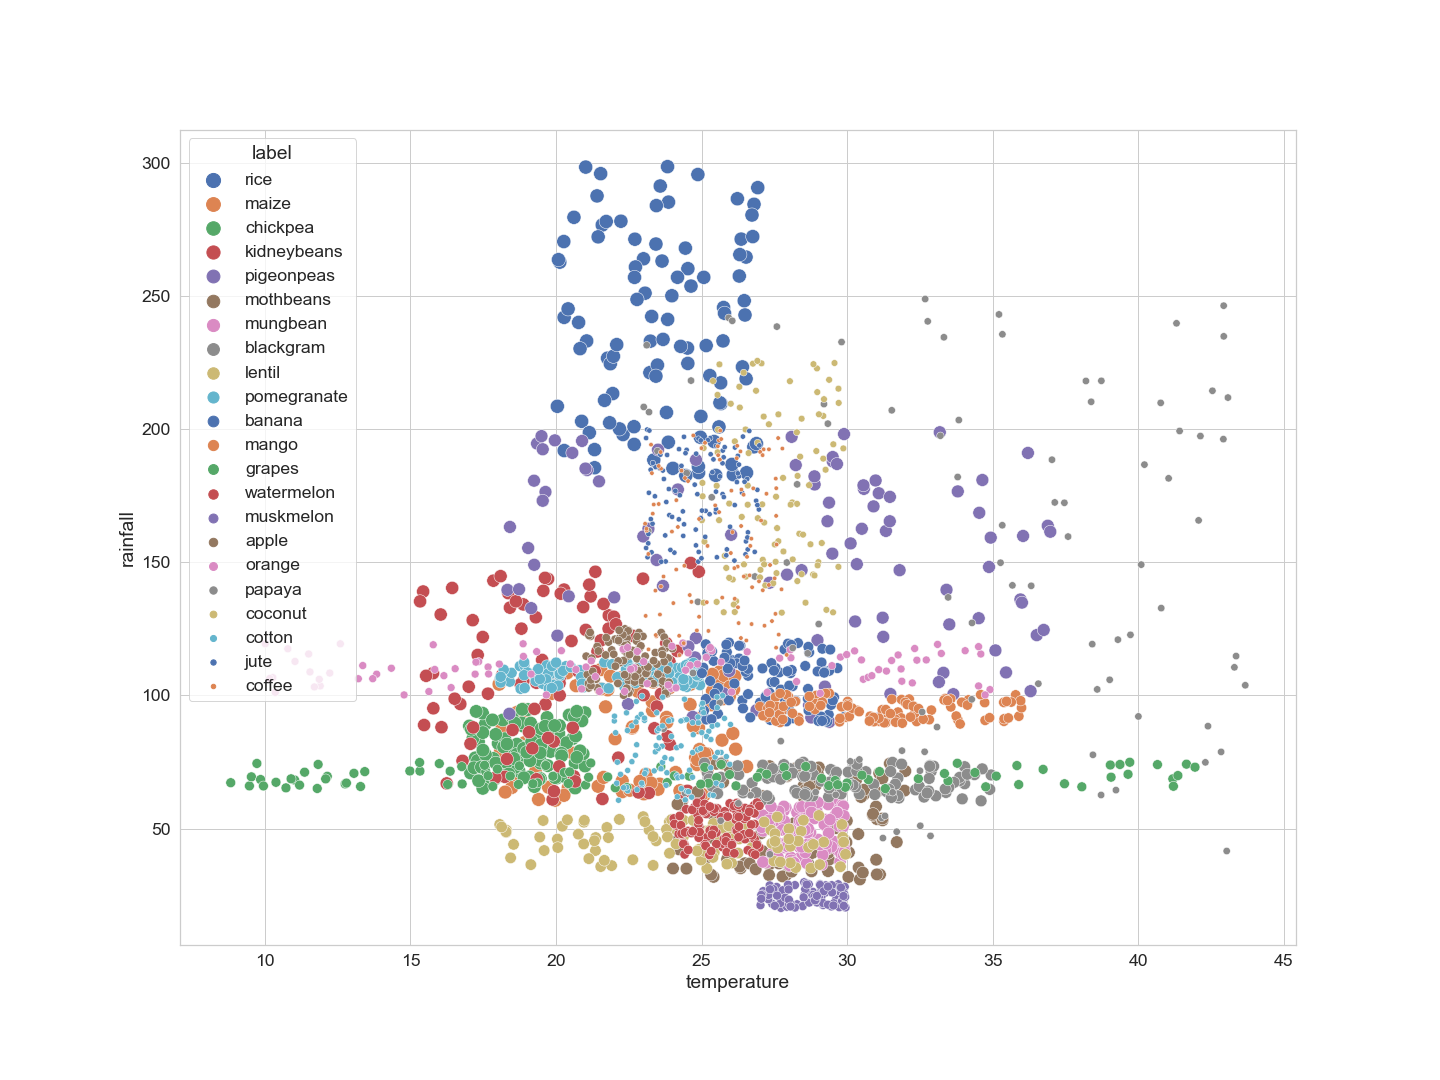 label
rice
maize
chickpea
kidneybeans
pigeonpeas
mothbeans
mungbean
blackgram
lentil
pomegranate
banana
mango
grapes
watermelon
muskmelon
apple
orange
papaya
coconut
cotton
jute
coffee
300
250
200
150
100
50
rainfall
10 15 20 25 30 35 40 45
temperature